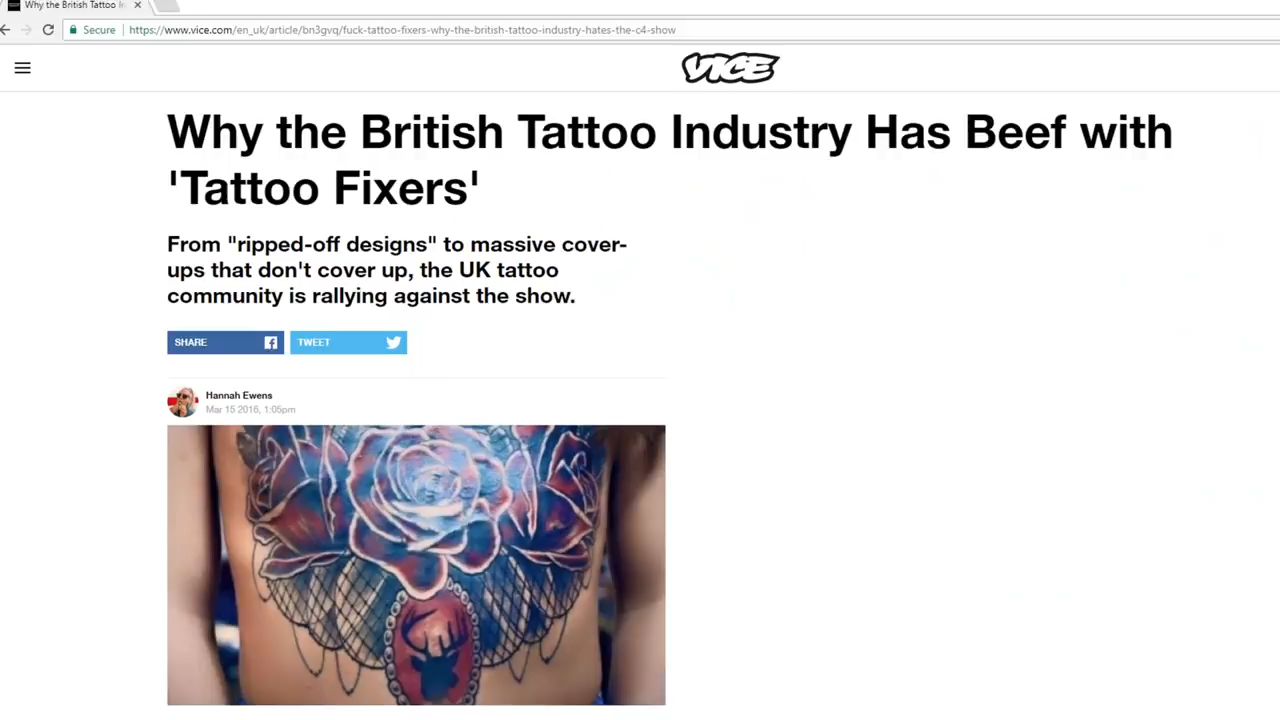 Why the British Tattoo I
Secure https://www.vice.com/en_uk/article/bn3gvq/fuck-tattoo-fixers-why-the-british-tattoo-industry-hates-the-c4-show
VICE
Why the British Tattoo Industry Has Beef with
'Tattoo Fixers'
From "ripped-off designs" to massive cover-
ups that don't cover up, the UK tattoo
community is rallying against the show.
SHARE TWEET
Hannah Ewens
Mar 15 2016, 1:05pm